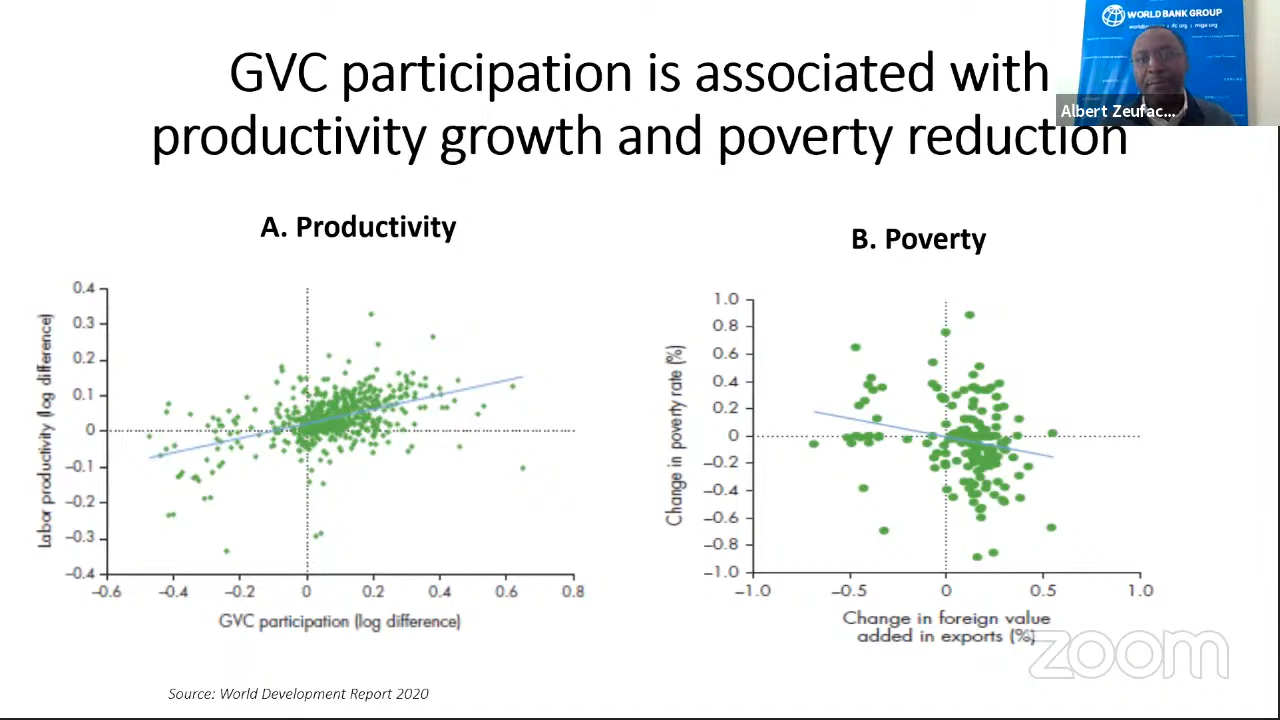 WORLD BANK GROUP
GVC participation is associated with
productivity growth and poverty reduction
Albert Zeufac...
A. Productivity
B. Poverty
Labor productivity (log difference)
0.4
0.3
0.2
0.1
0
–0.1
–0.2
–0.3
–0.4
–0.6
–0.4
–0.2
0
0.2
0.4
0.6
0.8
GVC participation (log difference)
Change in poverty rate (%)
1.0
0.8
0.6
0.4
0.2
0
–0.2
–0.4
–0.6
–0.8
–1.0
–1.0
–0.5
0
0.5
1.0
Change in foreign value
added in exports (%)
zoom
Source: World Development Report 2020